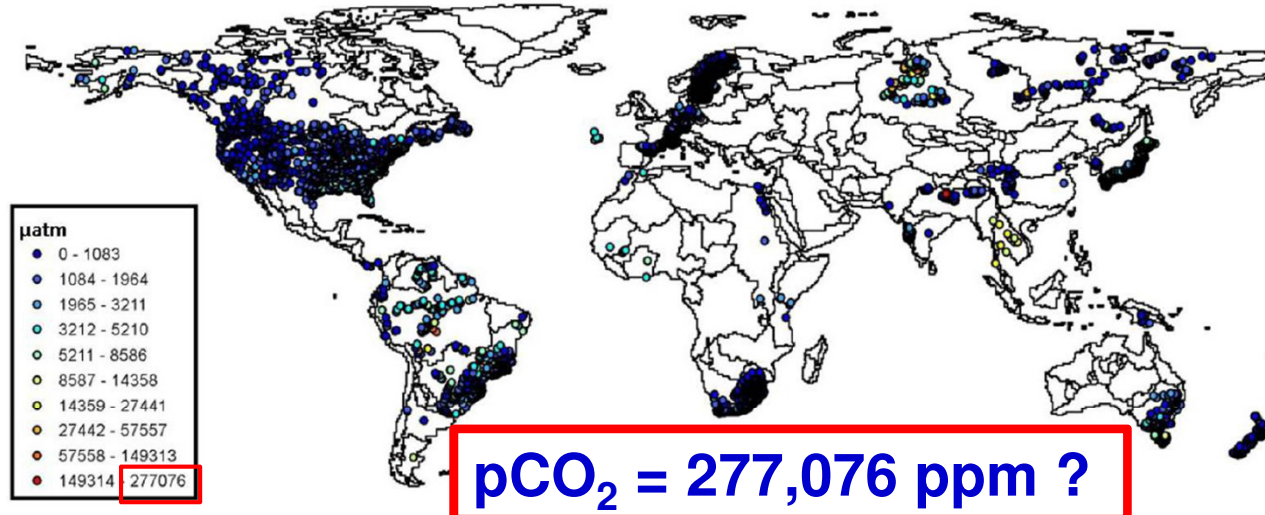 µatm
0 - 1083
1084 - 1964
1965 - 3211
3212 - 5210
5211 - 8586
8587 - 14358
14359 - 27441
27442 - 57557
57558 - 149313
149314 - 277076
pCO₂ = 277,076 ppm ?